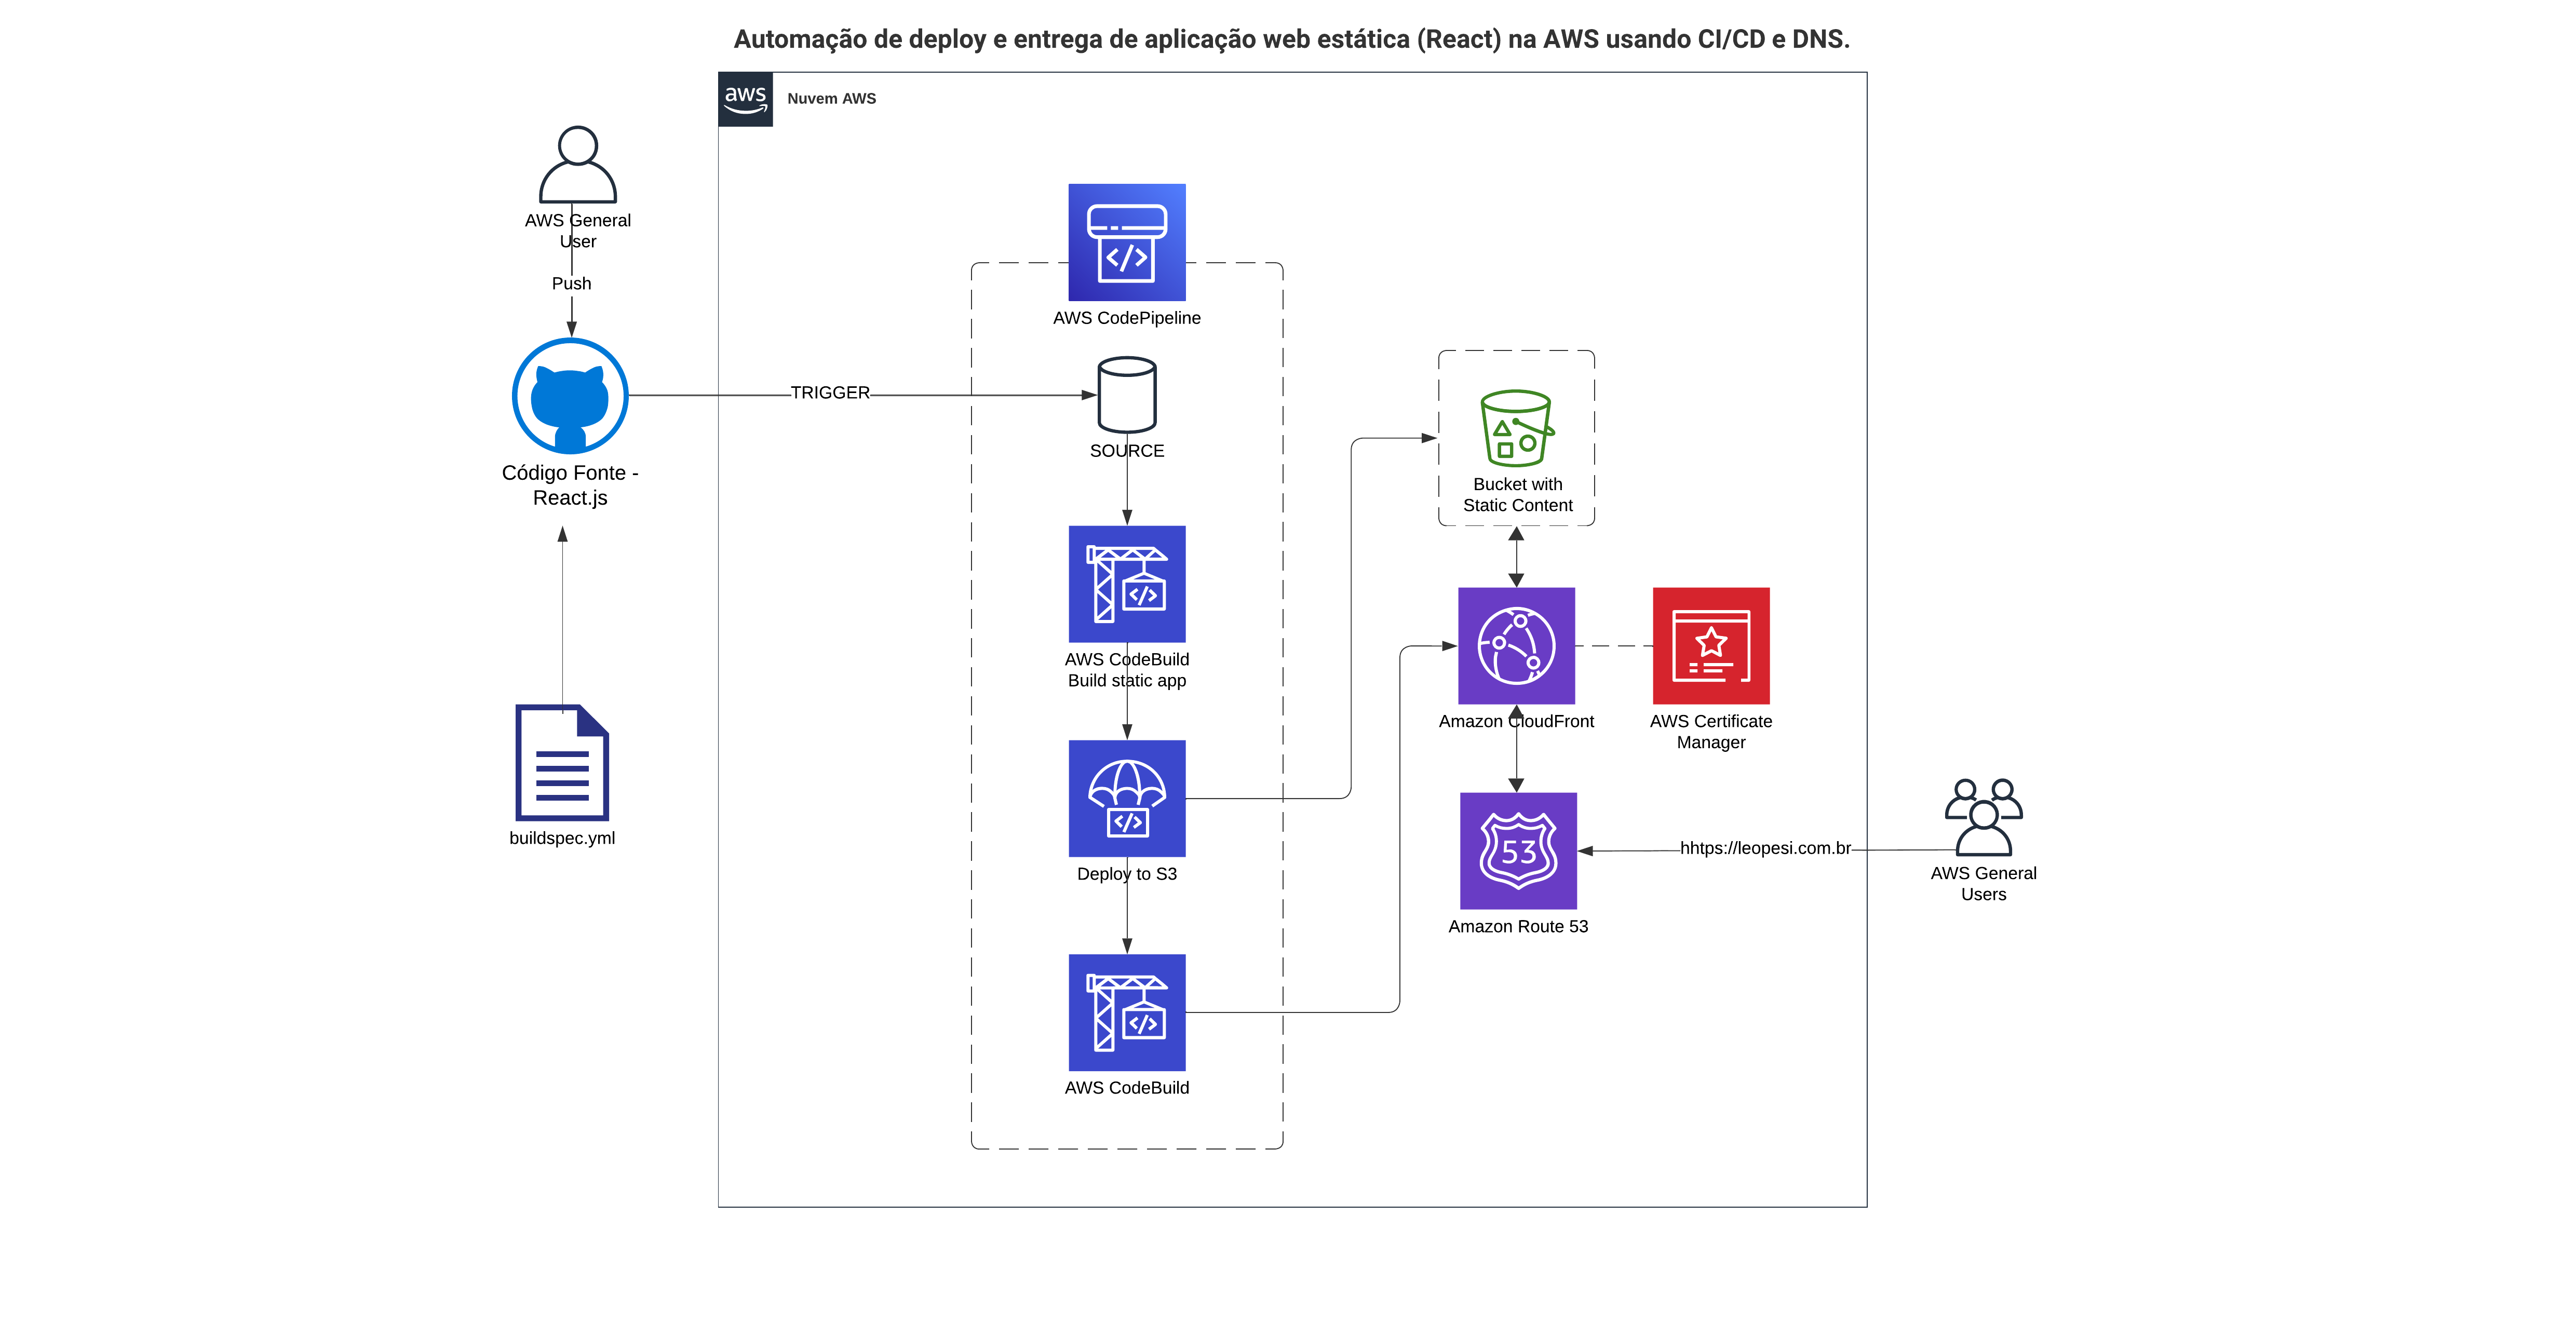 Automação de deploy e entrega de aplicação web estática (React) na AWS usando CI/CD e DNS.
aws
Nuvem AWS
AWS General
User
Push
Código Fonte -
React.js
buildspec.yml
TRIGGER
AWS CodePipeline
SOURCE
AWS CodeBuild
Build static app
Deploy to S3
AWS CodeBuild
Bucket with
Static Content
Amazon CloudFront
AWS Certificate
Manager
53
Amazon Route 53
hhtps://leopesi.com.br
AWS General
Users